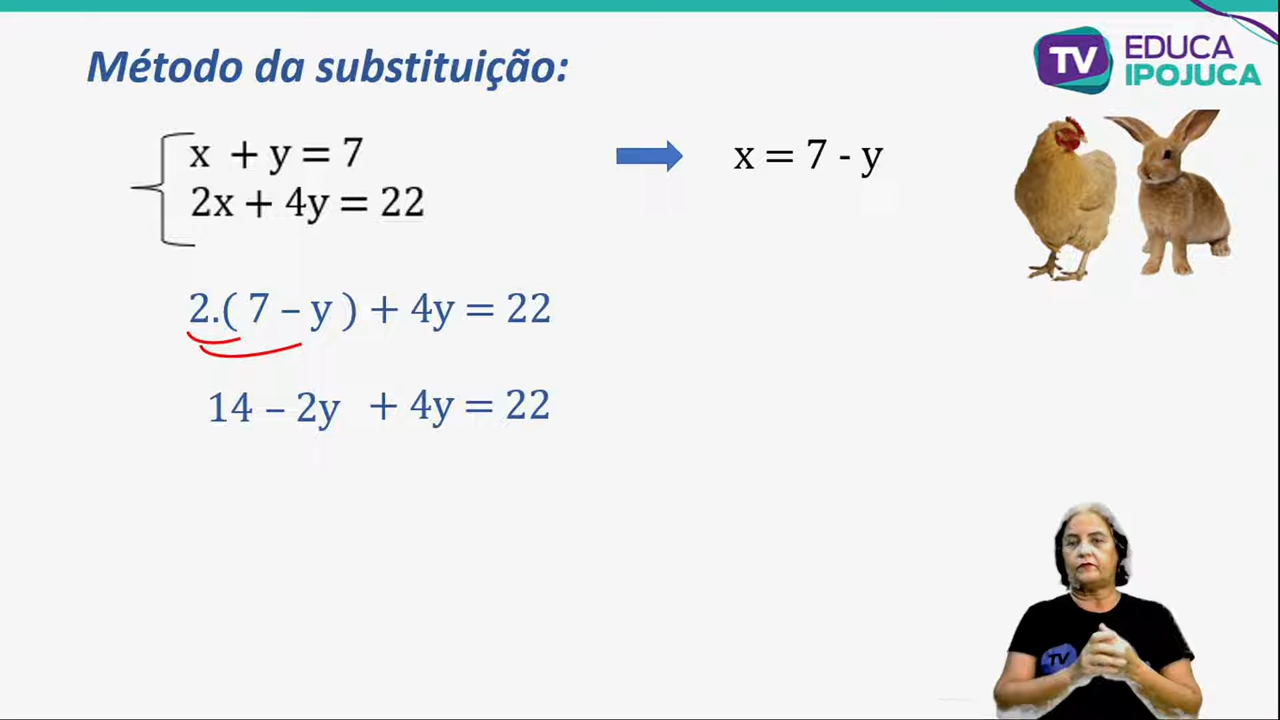 Método da substituição:
TV EDUCA
IPOJUCA
x + y = 7
x = 7 - y
2x + 4y = 22
2.( 7 – y ) + 4y = 22
14 – 2y + 4y = 22
TV